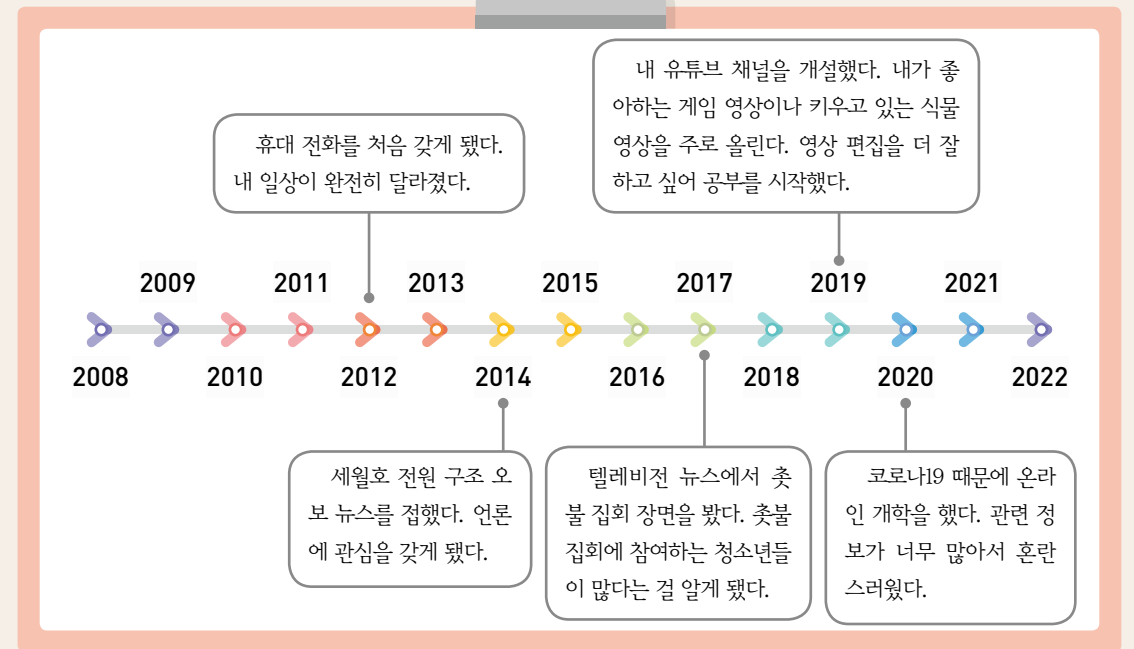 내 유튜브 채널을 개설했다. 내가 좋
아하는 게임 영상이나 키우고 있는 식물
영상을 주로 올린다. 영상 편집을 더 잘
하고 싶어 공부를 시작했다.
휴대 전화를 처음 갖게 됐다.
내 일상이 완전히 달라졌다.
2009 2011 2013 2015 2017 2019 2021
2008 2010 2012 2014 2016 2018 2020 2022
세월호 전원 구조 오
보 뉴스를 접했다. 언론
에 관심을 갖게 됐다.
텔레비전 뉴스에서 촛
불 집회 장면을 봤다. 촛불
집회에 참여하는 청소년들
이 많다는 걸 알게 됐다.
코로나19 때문에 온라
인 개학을 했다. 관련 정
보가 너무 많아서 혼란
스러웠다.